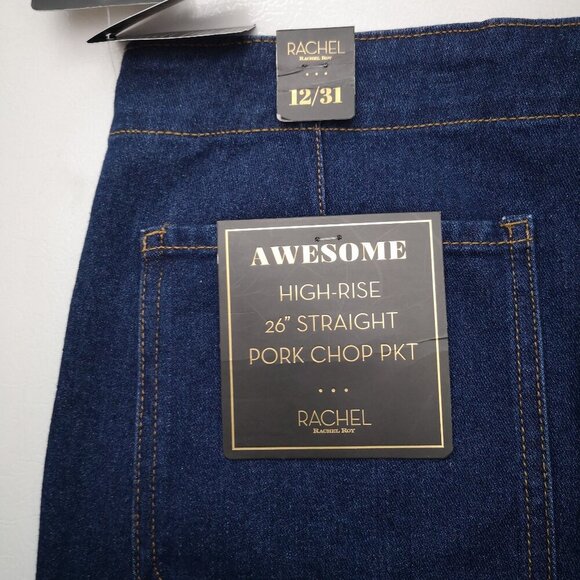 RACHEL
RACHEL ROY
12/31
AWESOME
HIGH-RISE
26" STRAIGHT
PORK CHOP PKT
RACHEL
RACHEL ROY